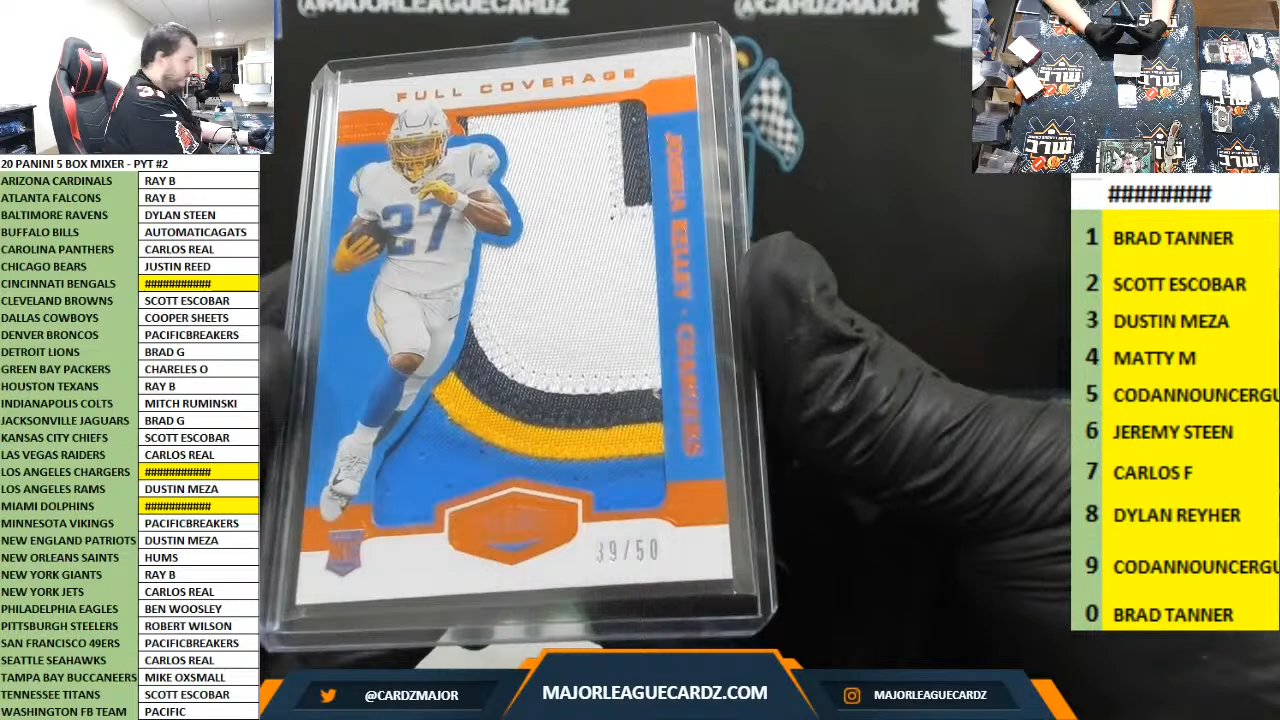 @MAJORLEAGUECARDZ
@CARDZMAJOR
20 PANINI 5 BOX MIXER - PYT #2
ARIZONA CARDINALS RAY B
ATLANTA FALCONS RAY B
BALTIMORE RAVENS DYLAN STEEN
BUFFALO BILLS AUTOMATICAGATS
CAROLINA PANTHERS CARLOS REAL
CHICAGO BEARS JUSTIN REED
CINCINNATI BENGALS ###########
CLEVELAND BROWNS SCOTT ESCOBAR
DALLAS COWBOYS COOPER SHEETS
DENVER BRONCOS PACIFICBREAKERS
DETROIT LIONS BRAD G
GREEN BAY PACKERS CHARELES O
HOUSTON TEXANS RAY B
INDIANAPOLIS COLTS MITCH RUMINSKI
JACKSONVILLE JAGUARS BRAD G
KANSAS CITY CHIEFS SCOTT ESCOBAR
LAS VEGAS RAIDERS CARLOS REAL
LOS ANGELES CHARGERS ###########
LOS ANGELES RAMS DUSTIN MEZA
MIAMI DOLPHINS ###########
MINNESOTA VIKINGS PACIFICBREAKERS
NEW ENGLAND PATRIOTS DUSTIN MEZA
NEW ORLEANS SAINTS HUMS
NEW YORK GIANTS RAY B
NEW YORK JETS CARLOS REAL
PHILADELPHIA EAGLES BEN WOOSLEY
PITTSBURGH STEELERS ROBERT WILSON
SAN FRANCISCO 49ERS PACIFICBREAKERS
SEATTLE SEAHAWKS CARLOS REAL
TAMPA BAY BUCCANEERS MIKE OXSMALL
TENNESSEE TITANS SCOTT ESCOBAR
WASHINGTON FB TEAM PACIFIC
FULL COVERAGE
27
JOSHUA KELLEY · CHARGERS
39/50
########
1 BRAD TANNER
2 SCOTT ESCOBAR
3 DUSTIN MEZA
4 MATTY M
5 CODANNOUNCERGU
6 JEREMY STEEN
7 CARLOS F
8 DYLAN REYHER
9 CODANNOUNCERGU
0 BRAD TANNER
@CARDZMAJOR
MAJORLEAGUECARDZ.COM
MAJORLEAGUECARDZ